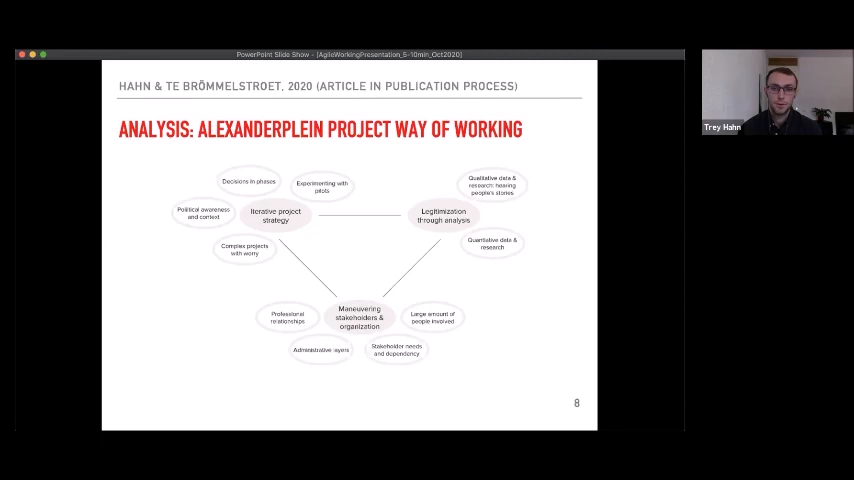 PowerPoint Slide Show - [AgileWorkingPresentation_5-10min_Oct2020]
HAHN & TE BRÖMMELSTROET, 2020 (ARTICLE IN PUBLICATION PROCESS)
ANALYSIS: ALEXANDERPLEIN PROJECT WAY OF WORKING
Decisions in phases
Experimenting with
pilots
Political awareness
and context
Iterative project
strategy
Complex projects
with worry
Qualitative data &
research: hearing
people's stories
Legitimization
through analysis
Quantiative data &
research
Professional
relationships
Maneuvering
stakeholders &
organization
Large amount of
people involved
Administrative layers
Stakeholder needs
and dependency
8
Trey Hahn